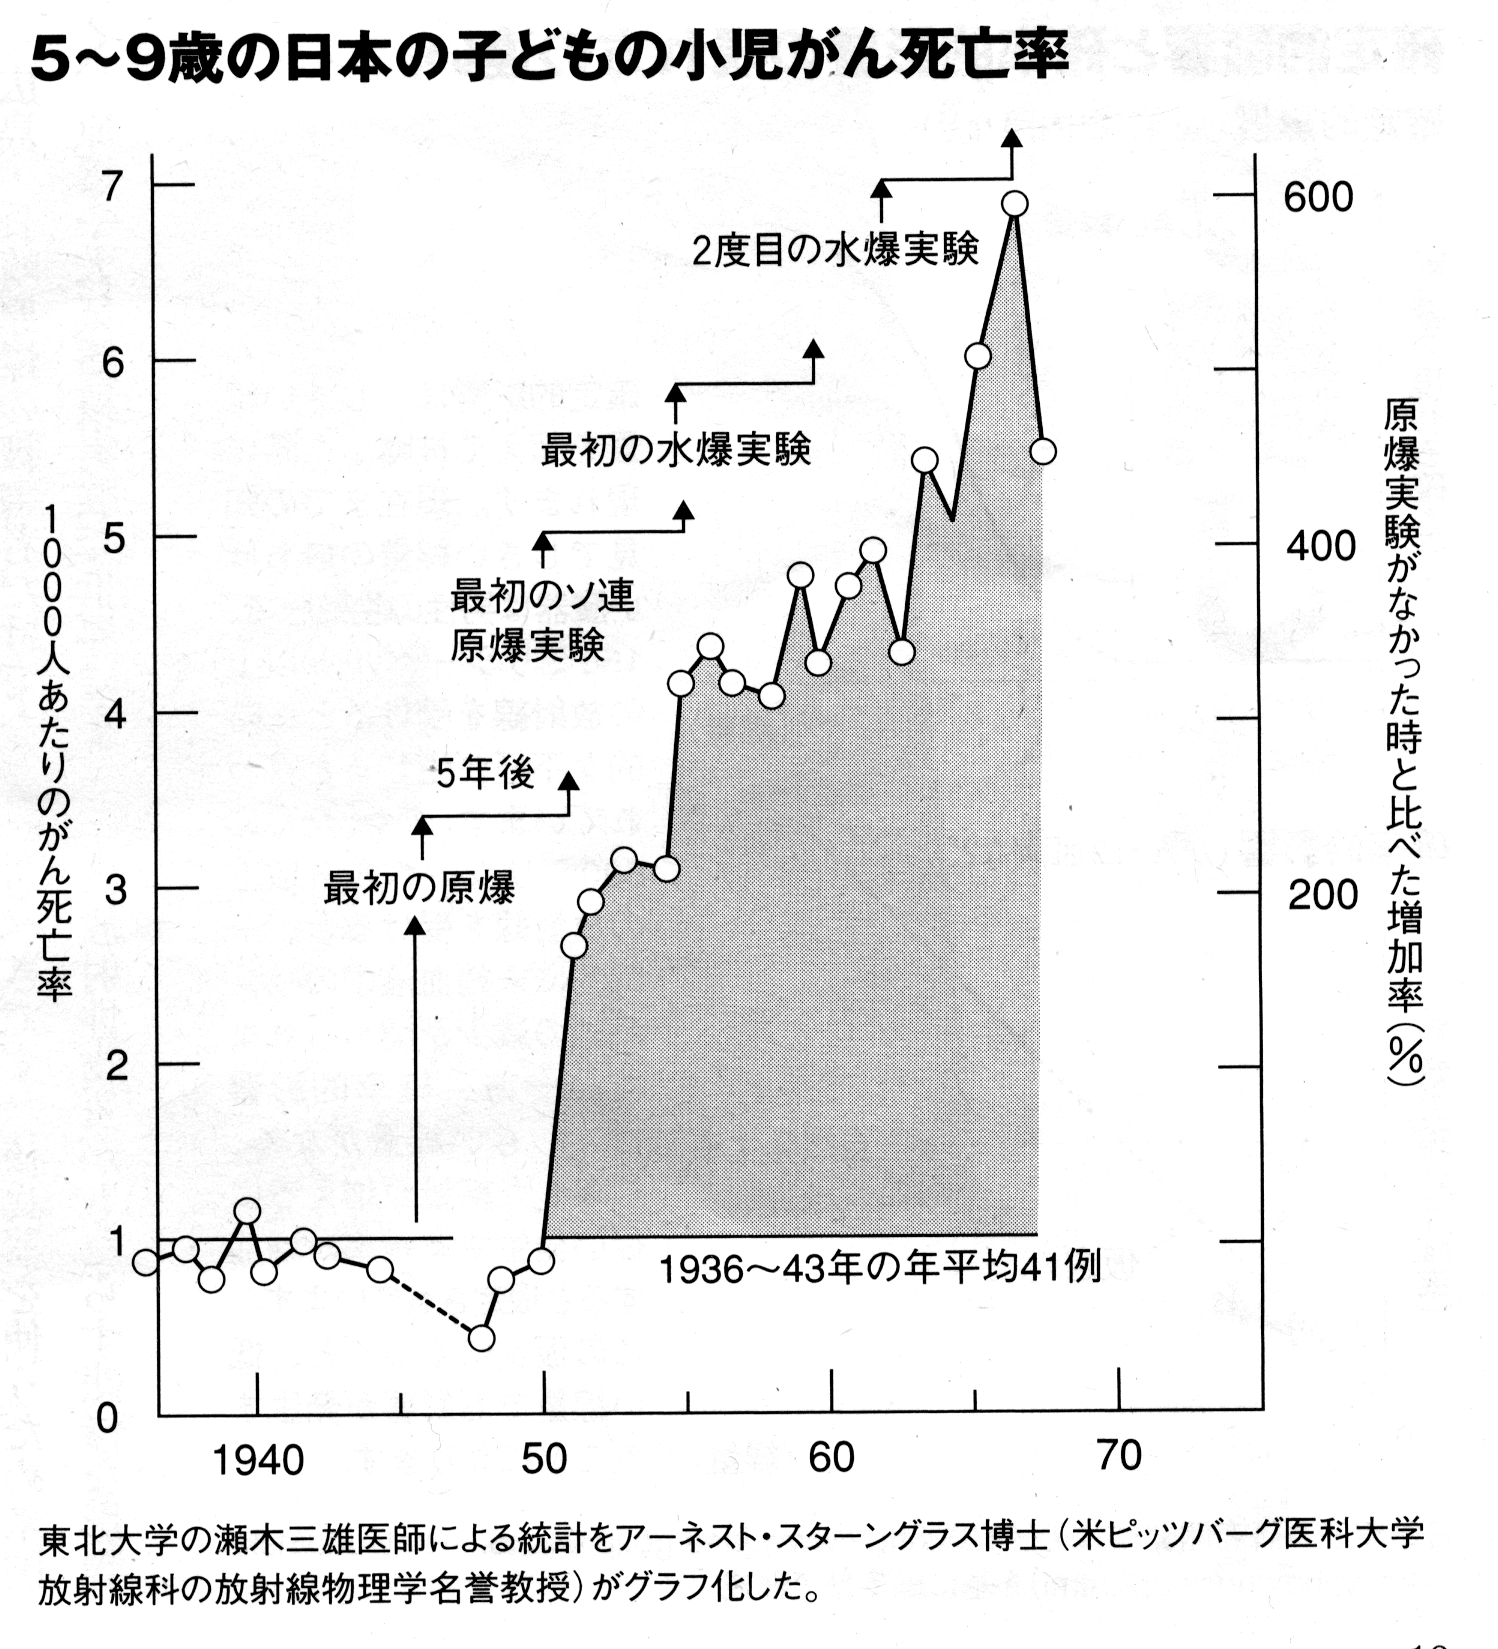 5～9歳の日本の子どもの小児がん死亡率
7
6
5
4
3
2
1
0
1000人あたりのがん死亡率
600
400
200
原爆実験がなかった時と比べた増加率(%)
2度目の水爆実験
最初の水爆実験
最初のソ連
原爆実験
5年後
最初の原爆
1936～43年の年平均41例
1940
50
60
70
東北大学の瀬木三雄医師による統計をアーネスト・スターングラス博士(米ピッツバーグ医科大学
放射線科の放射線物理学名誉教授)がグラフ化した。